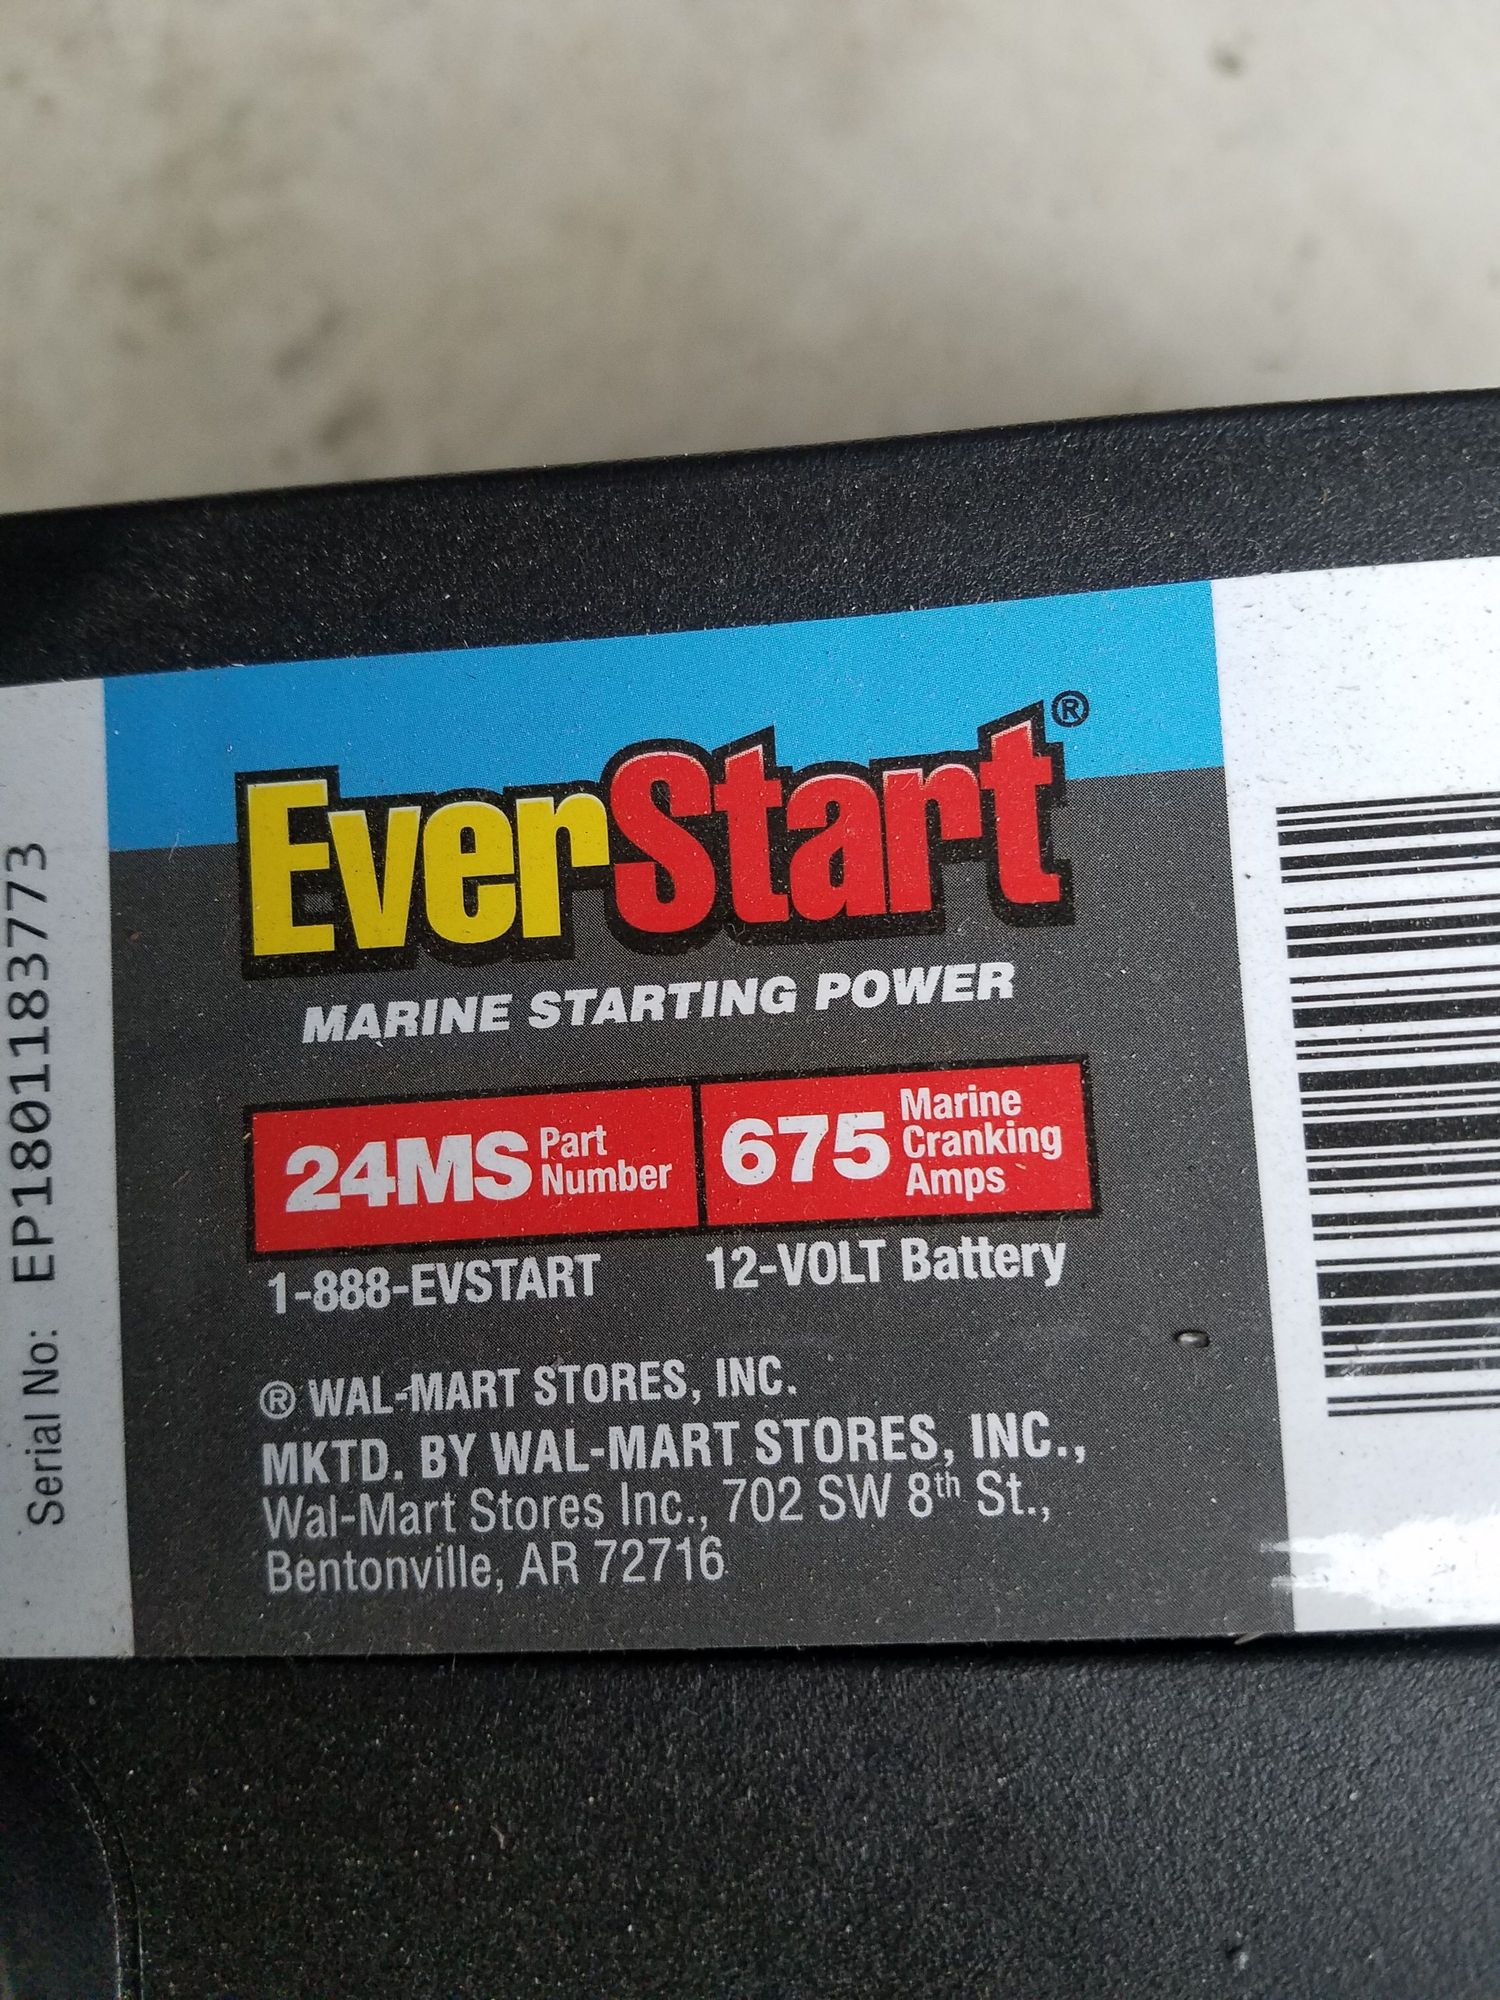 EverStart®
MARINE STARTING POWER
24MS Part Number
675 Marine Cranking Amps
1-888-EVSTART
12-VOLT Battery
® WAL-MART STORES, INC.
MKTD. BY WAL-MART STORES, INC.,
Wal-Mart Stores Inc., 702 SW 8th St.,
Bentonville, AR 72716
Serial No: EP1801183773